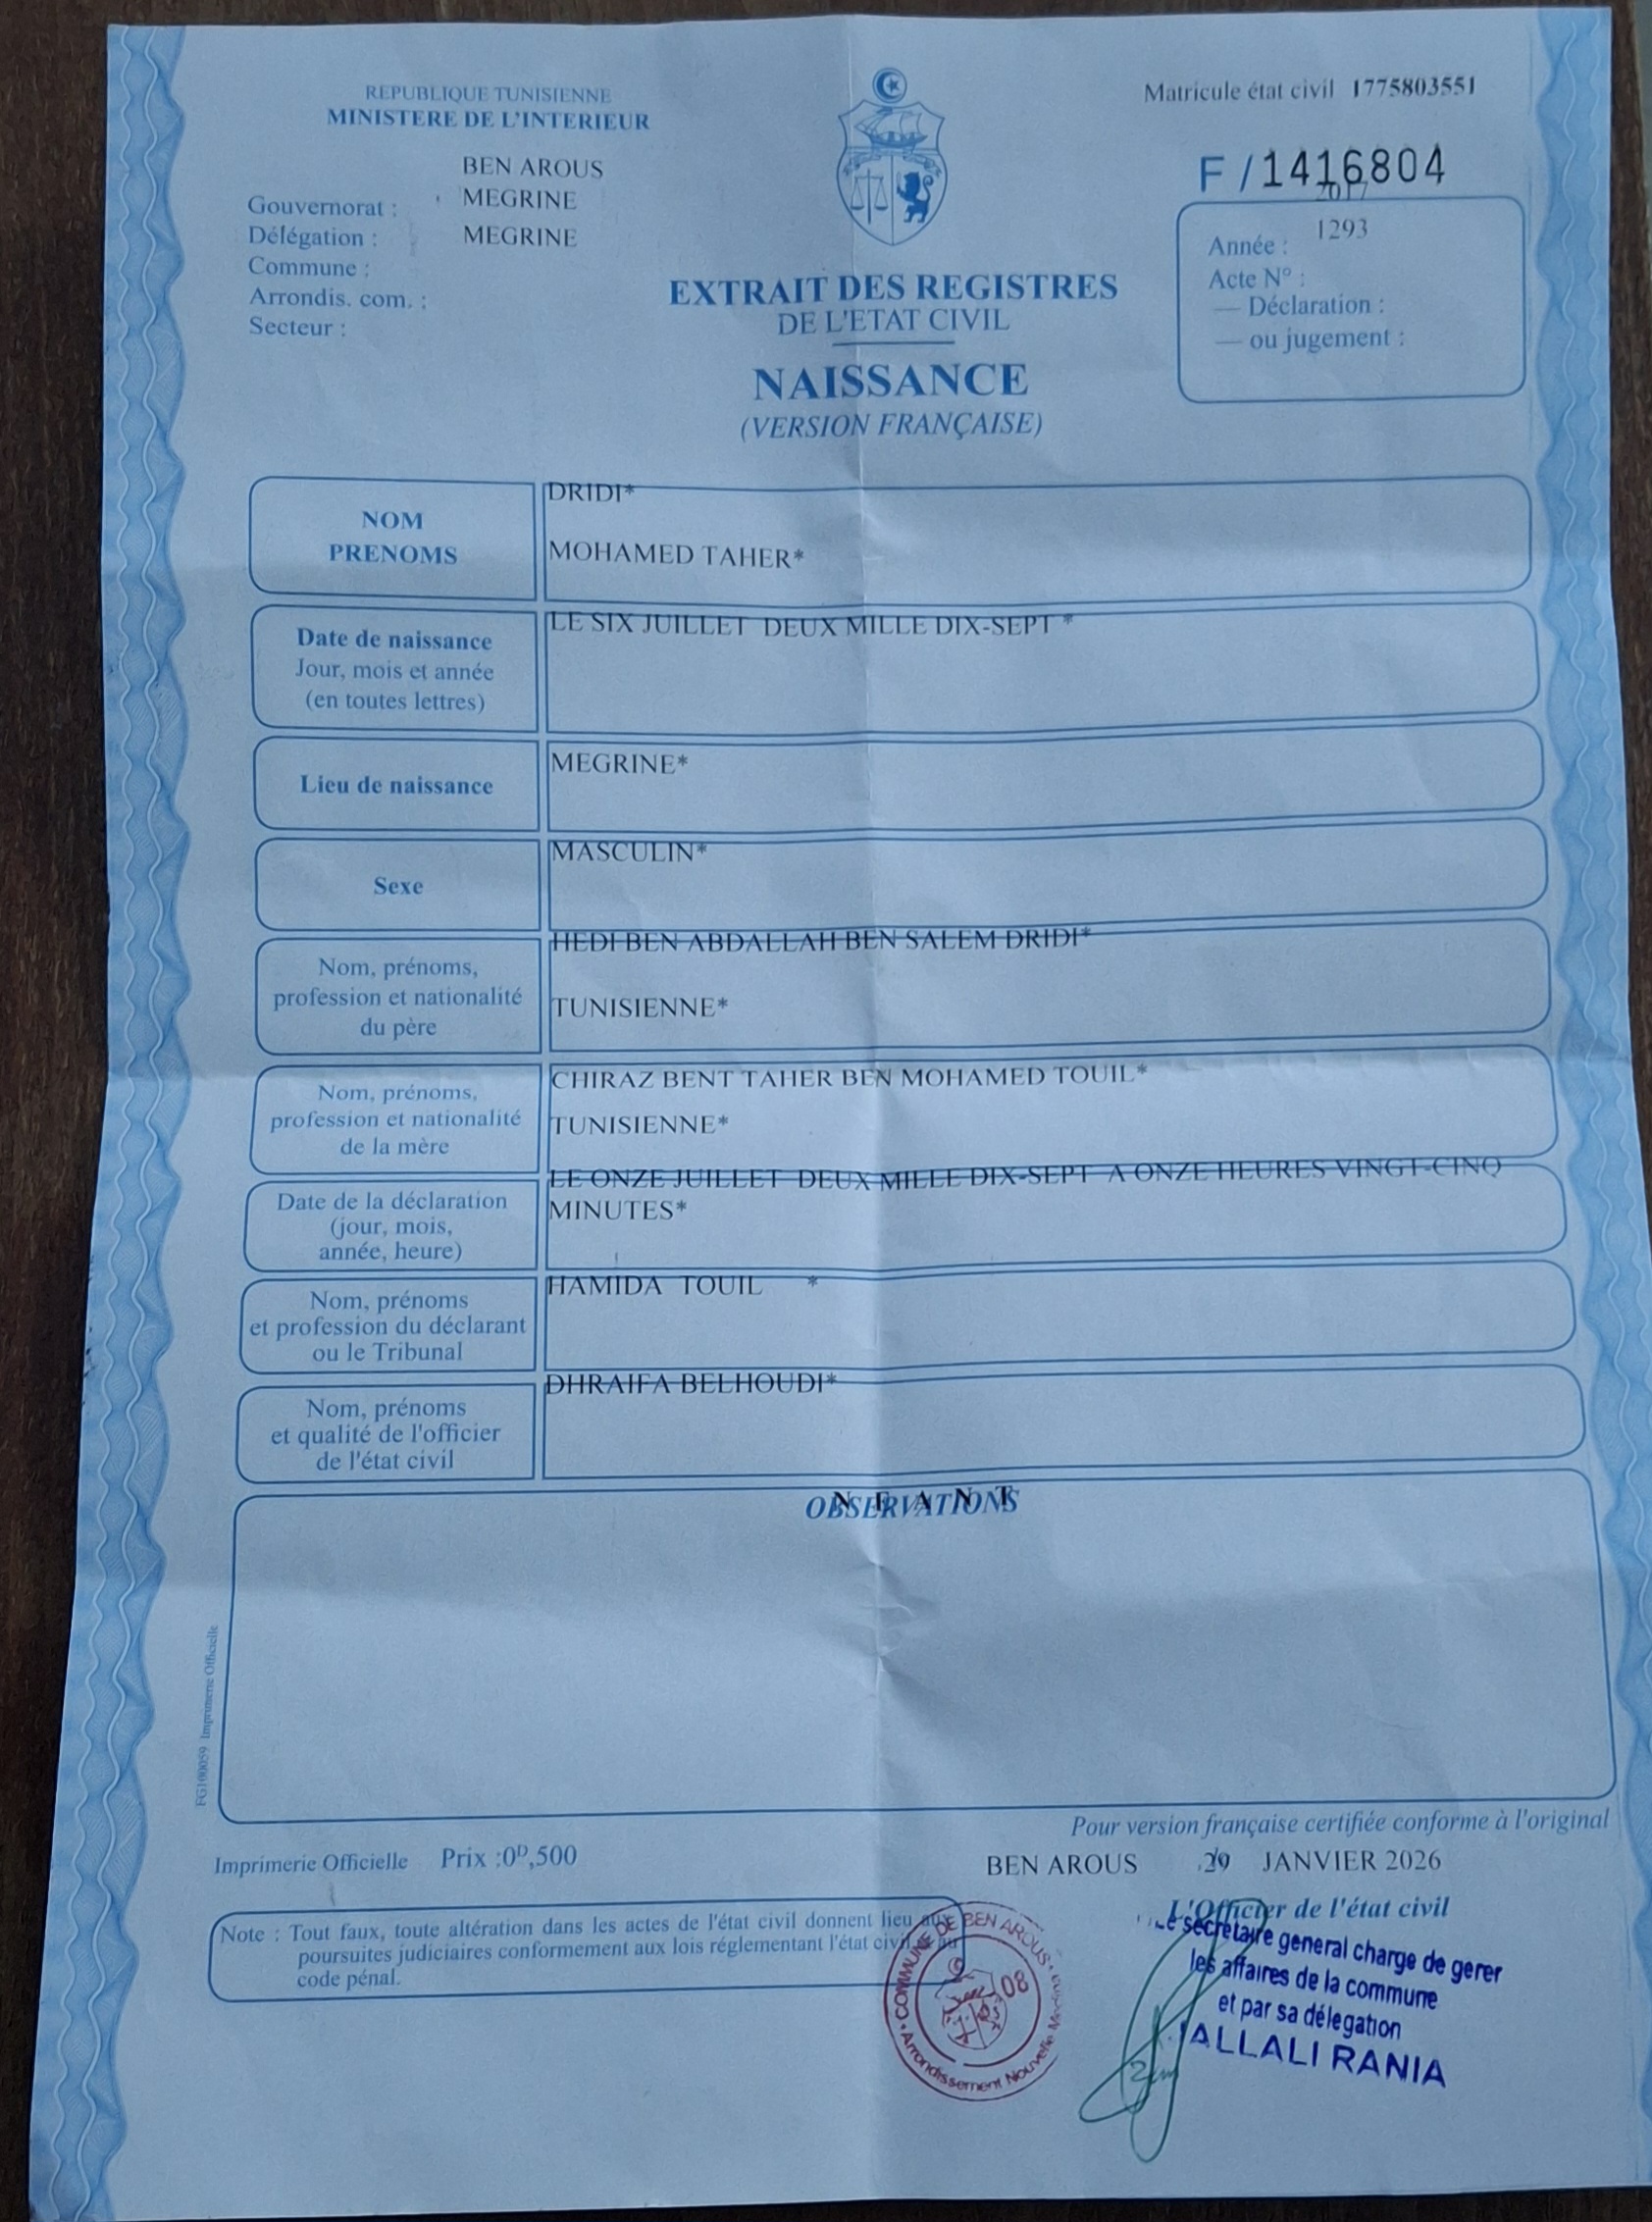 REPUBLIQUE TUNISIENNE
MINISTERE DE L'INTERIEUR
BEN AROUS
Gouvernorat : MEGRINE
Délégation : MEGRINE
Commune :
Arrondis. com. :
Secteur :
Matricule état civil 1775803551
F / 1416804
2017
1293
Année :
Acte N° :
— Déclaration :
— ou jugement :
EXTRAIT DES REGISTRES
DE L'ETAT CIVIL
NAISSANCE
(VERSION FRANÇAISE)
NOM
PRENOMS
DRIDI*
MOHAMED TAHER*
Date de naissance
Jour, mois et année
(en toutes lettres)
LE SIX JUILLET DEUX MILLE DIX-SEPT *
Lieu de naissance
MEGRINE*
Sexe
MASCULIN*
Nom, prénoms,
profession et nationalité
du père
HEDI BEN ABDALLAH BEN SALEM DRIDI*
TUNISIENNE*
Nom, prénoms,
profession et nationalité
de la mère
CHIRAZ BENT TAHER BEN MOHAMED TOUIL*
TUNISIENNE*
Date de la déclaration
(jour, mois,
année, heure)
LE ONZE JUILLET DEUX MILLE DIX-SEPT A ONZE HEURES VINGT-CINQ
MINUTES*
Nom, prénoms
et profession du déclarant
ou le Tribunal
HAMIDA TOUIL *
Nom, prénoms
et qualité de l'officier
de l'état civil
DHRAIFA BELHOUDI*
OBSERVATIONS
N E A N T
FG100059 Imprimerie Officielle
Pour version française certifiée conforme à l'original
Imprimerie Officielle Prix :0ᴰ,500
BEN AROUS 29 JANVIER 2026
L'Officier de l'état civil
Note : Tout faux, toute altération dans les actes de l'état civil donnent lieu aux
poursuites judiciaires conformement aux lois réglementant l'état civil et au
code pénal.
COMMUNE DE BEN AROUS
08
Arrondissement Nouvelle
Le secretaire general charge de gerer
les affaires de la commune
et par sa délégation
ALLALI RANIA